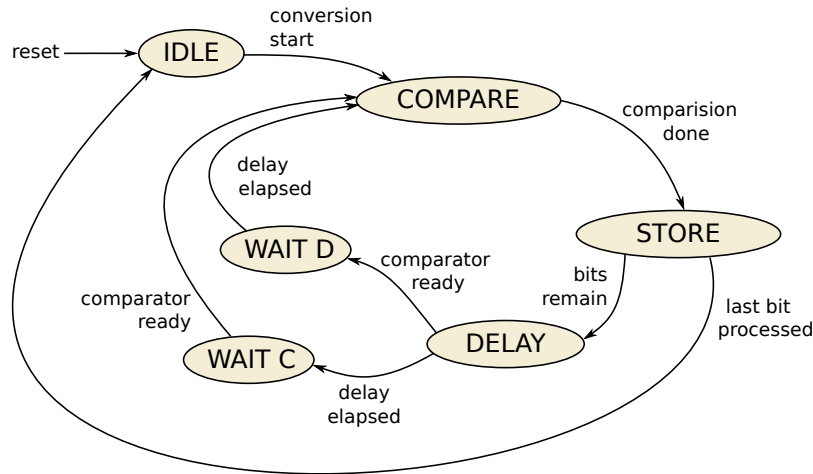 conversion
start
reset
IDLE
COMPARE
comparision
done
delay
elapsed
STORE
WAIT D
comparator
ready
bits
remain
comparator
ready
last bit
processed
DELAY
WAIT C
delay
elapsed